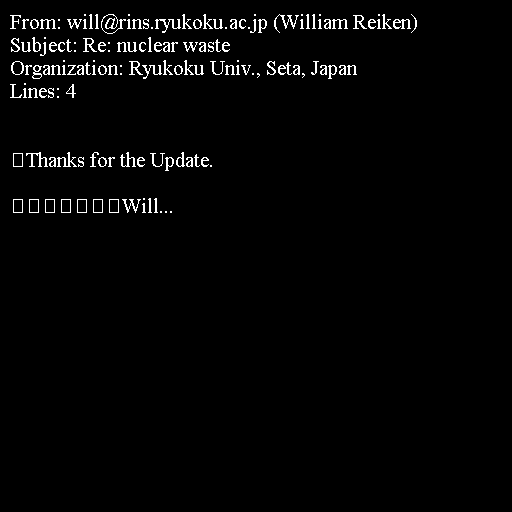 From: will@rins.ryukoku.ac.jp (William Reiken)
Subject: Re: nuclear waste
Organization: Ryukoku Univ., Seta, Japan
Lines: 4
Thanks for the Update.
Will...